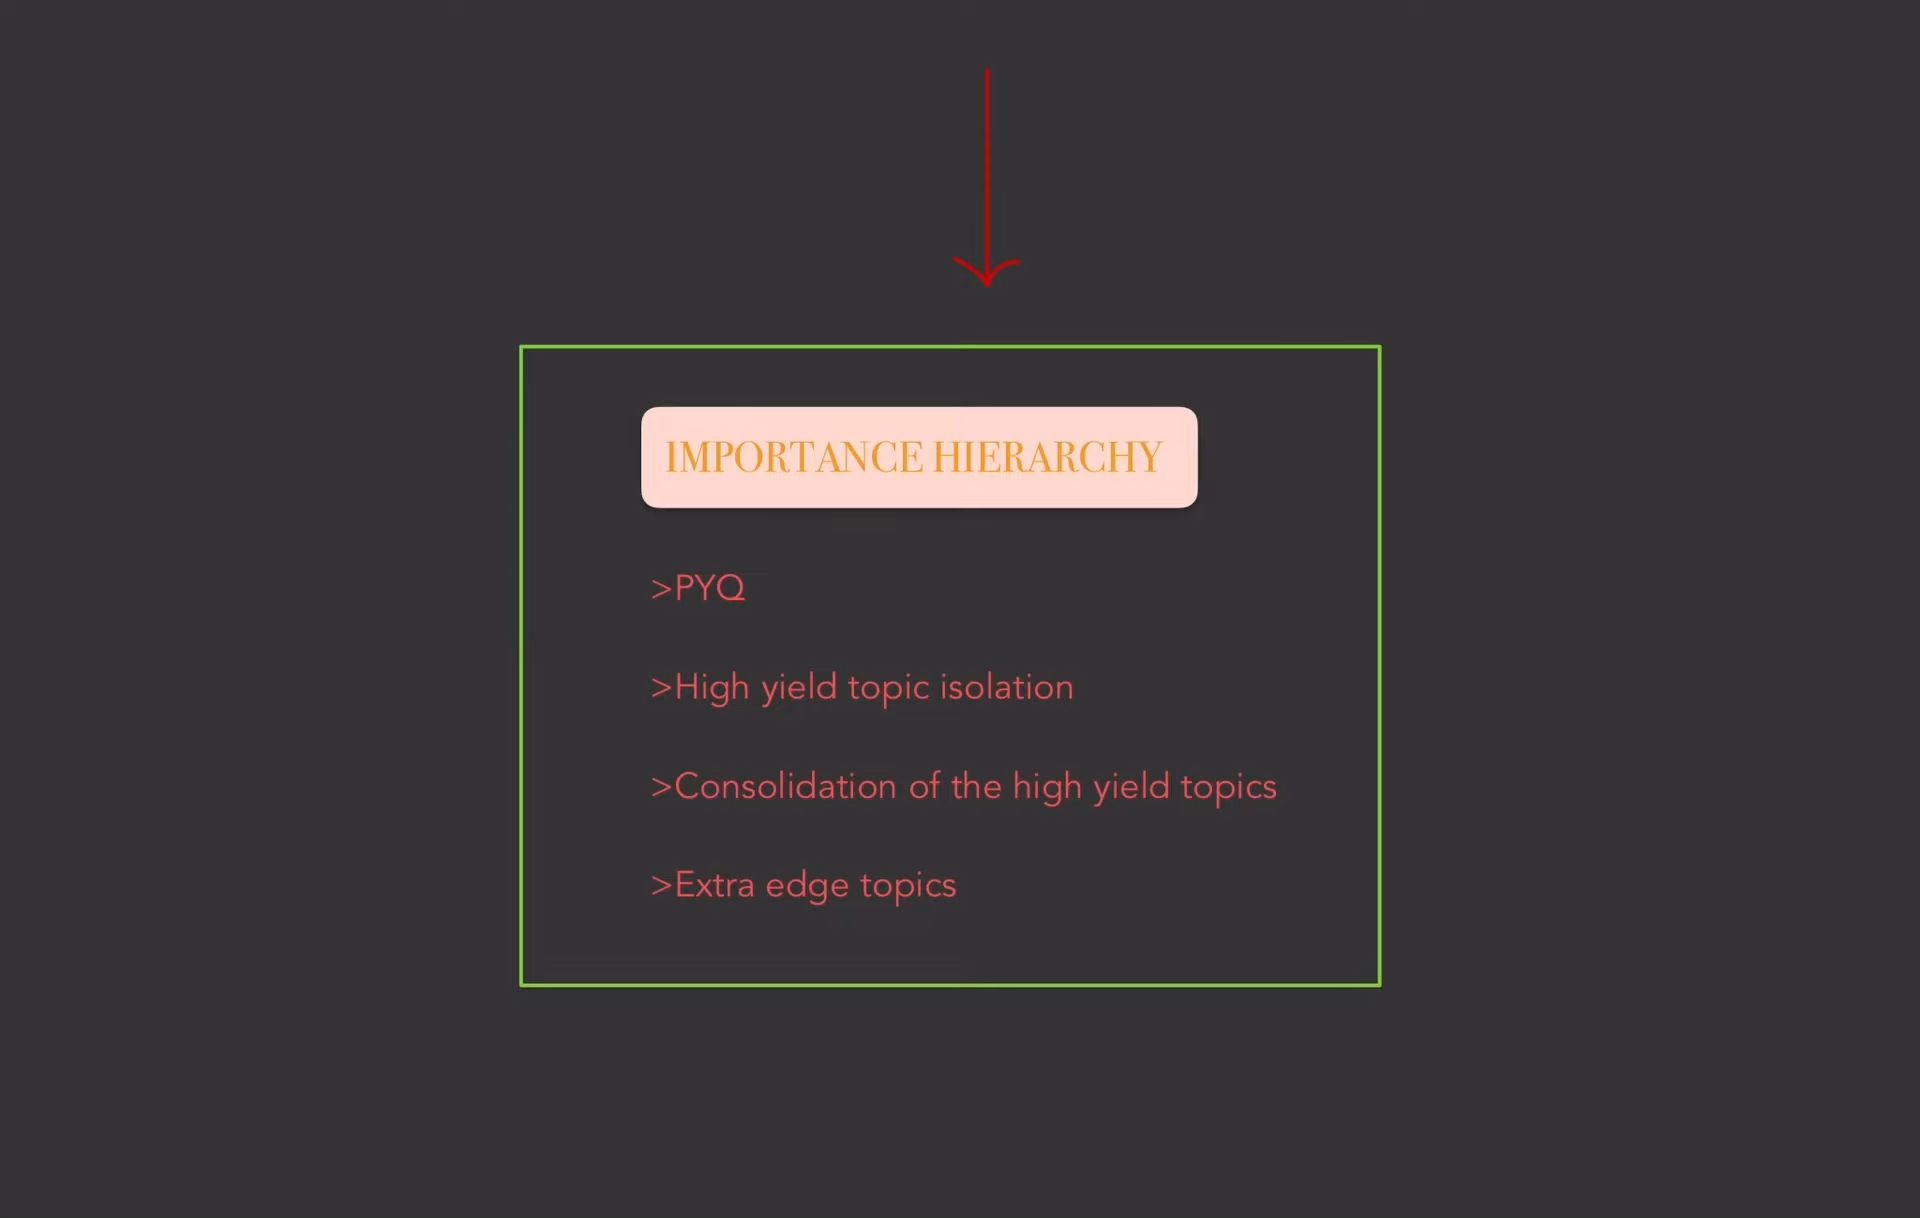 IMPORTANCE HIERARCHY
>PYQ
>High yield topic isolation
>Consolidation of the high yield topics
>Extra edge topics